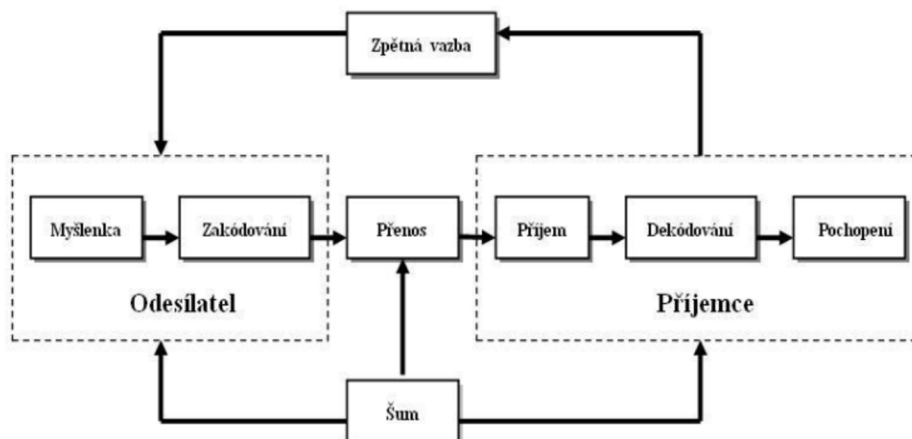 Zpětná vazba
Myšlenka
Zakódování
Přenos
Příjem
Dekódování
Pochopení
Odesílatel
Příjemce
Šum